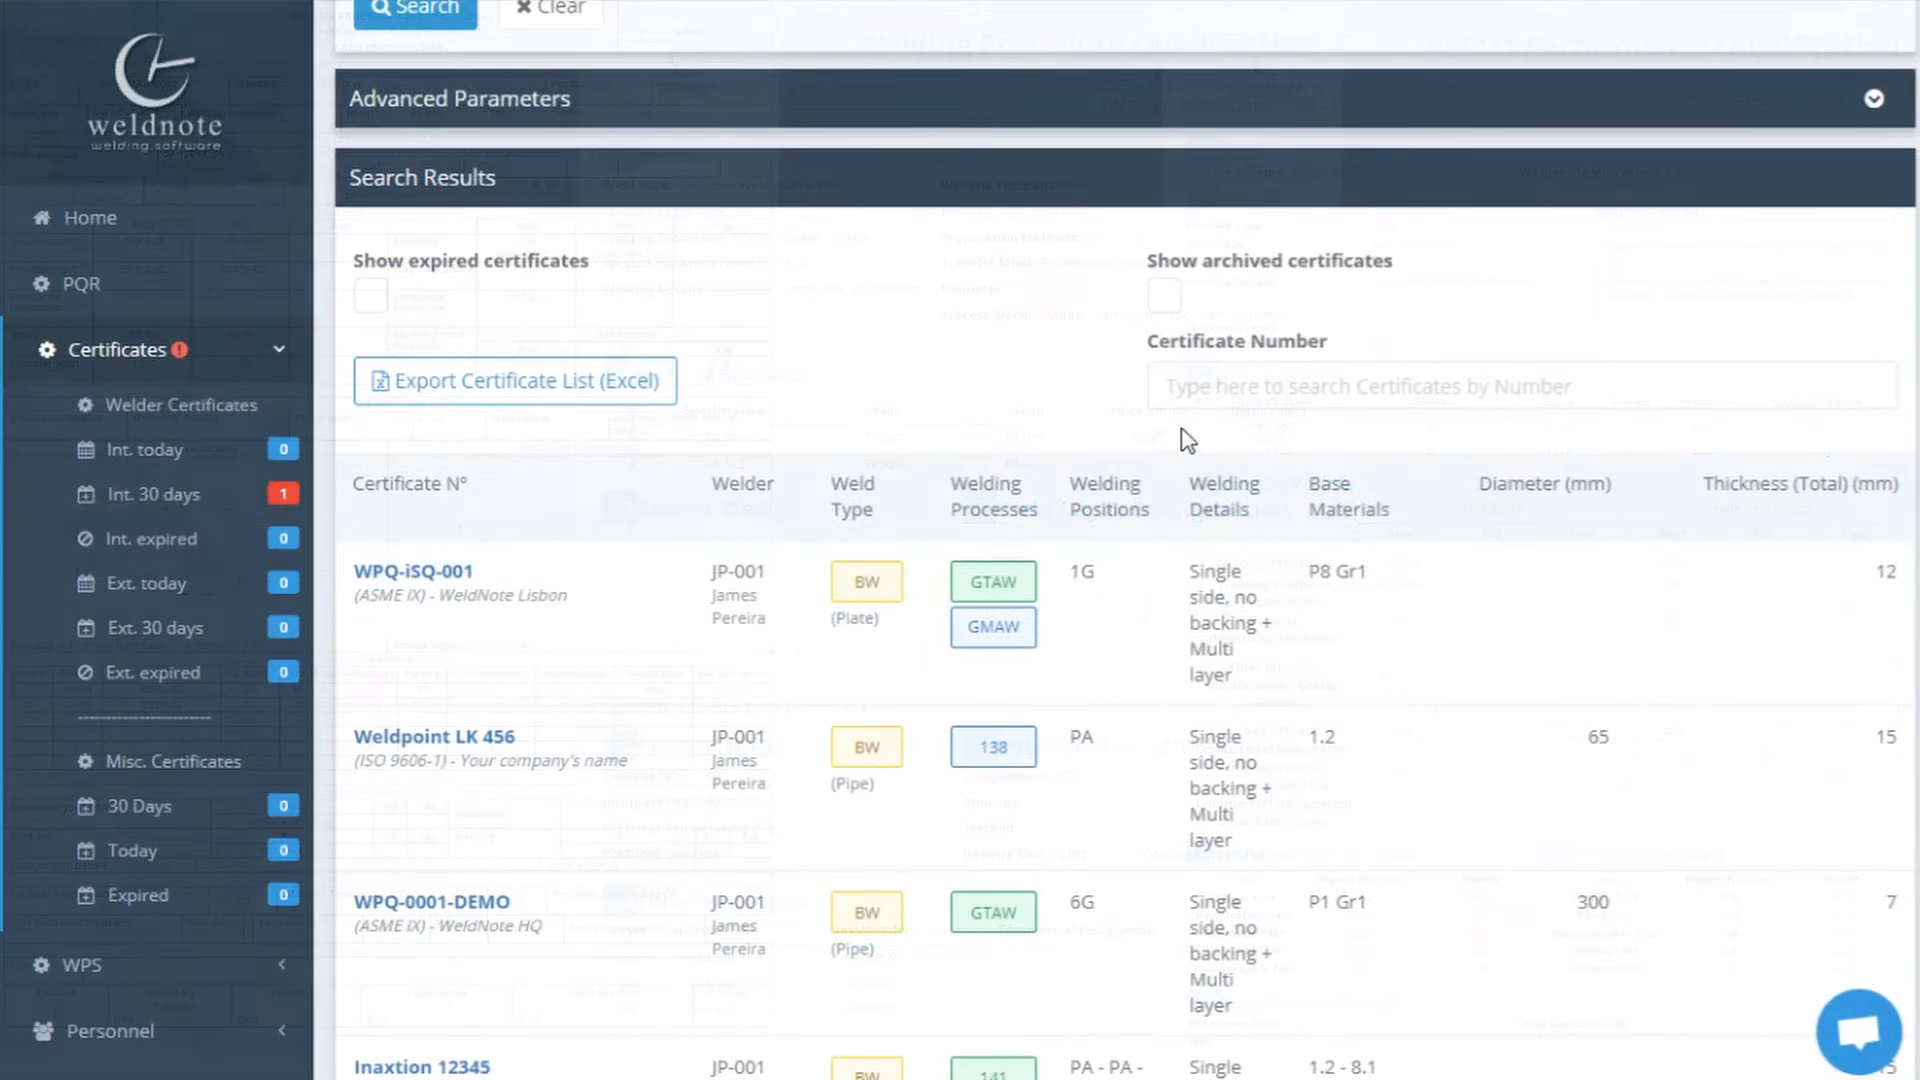 Search
Clear
weldnote
welding.software
Advanced Parameters
Search Results
Home
PQR
Certificates
Welder Certificates
Int. today 0
Int. 30 days 1
Int. expired 0
Ext. today 0
Ext. 30 days 0
Ext. expired 0
------------------------
Misc. Certificates
30 Days 0
Today 0
Expired 0
WPS
Personnel
Show expired certificates
Show archived certificates
Certificate Number
Export Certificate List (Excel)
Type here to search Certificates by Number
Certificate Nº
Welder
Weld
Type
Welding
Processes
Welding
Positions
Welding
Details
Base
Materials
Diameter (mm)
Thickness (Total) (mm)
WPQ-iSQ-001
(ASME IX) - WeldNote Lisbon
JP-001
James
Pereira
BW
(Plate)
GTAW
GMAW
1G
Single
side, no
backing +
Multi
layer
P8 Gr1
12
Weldpoint LK 456
(ISO 9606-1) - Your company's name
JP-001
James
Pereira
BW
(Pipe)
138
PA
Single
side, no
backing +
Multi
layer
1.2
65
15
WPQ-0001-DEMO
(ASME IX) - WeldNote HQ
JP-001
James
Pereira
BW
(Pipe)
GTAW
6G
Single
side, no
backing +
Multi
layer
P1 Gr1
300
7
Inaxtion 12345
JP-001
BW
141
PA - PA -
Single
1.2 - 8.1